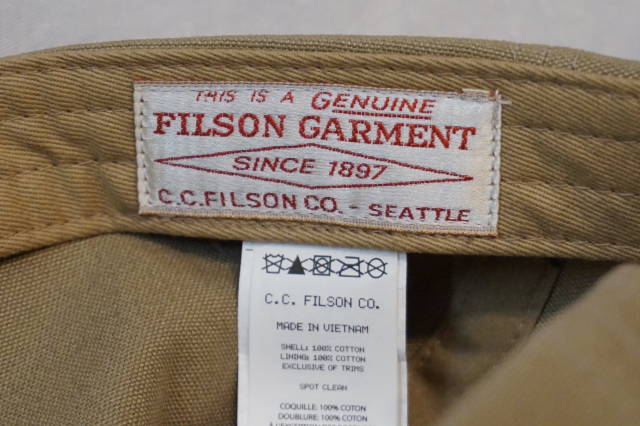 THIS IS A GENUINE
FILSON GARMENT
SINCE 1897
C.C.FILSON CO. - SEATTLE
C.C. FILSON CO.
MADE IN VIETNAM
SHELL: 100% COTTON
LINING: 100% COTTON
EXCLUSIVE OF TRIMS
SPOT CLEAN
COQUILLE: 100% COTON
DOUBLURE: 100% COTON